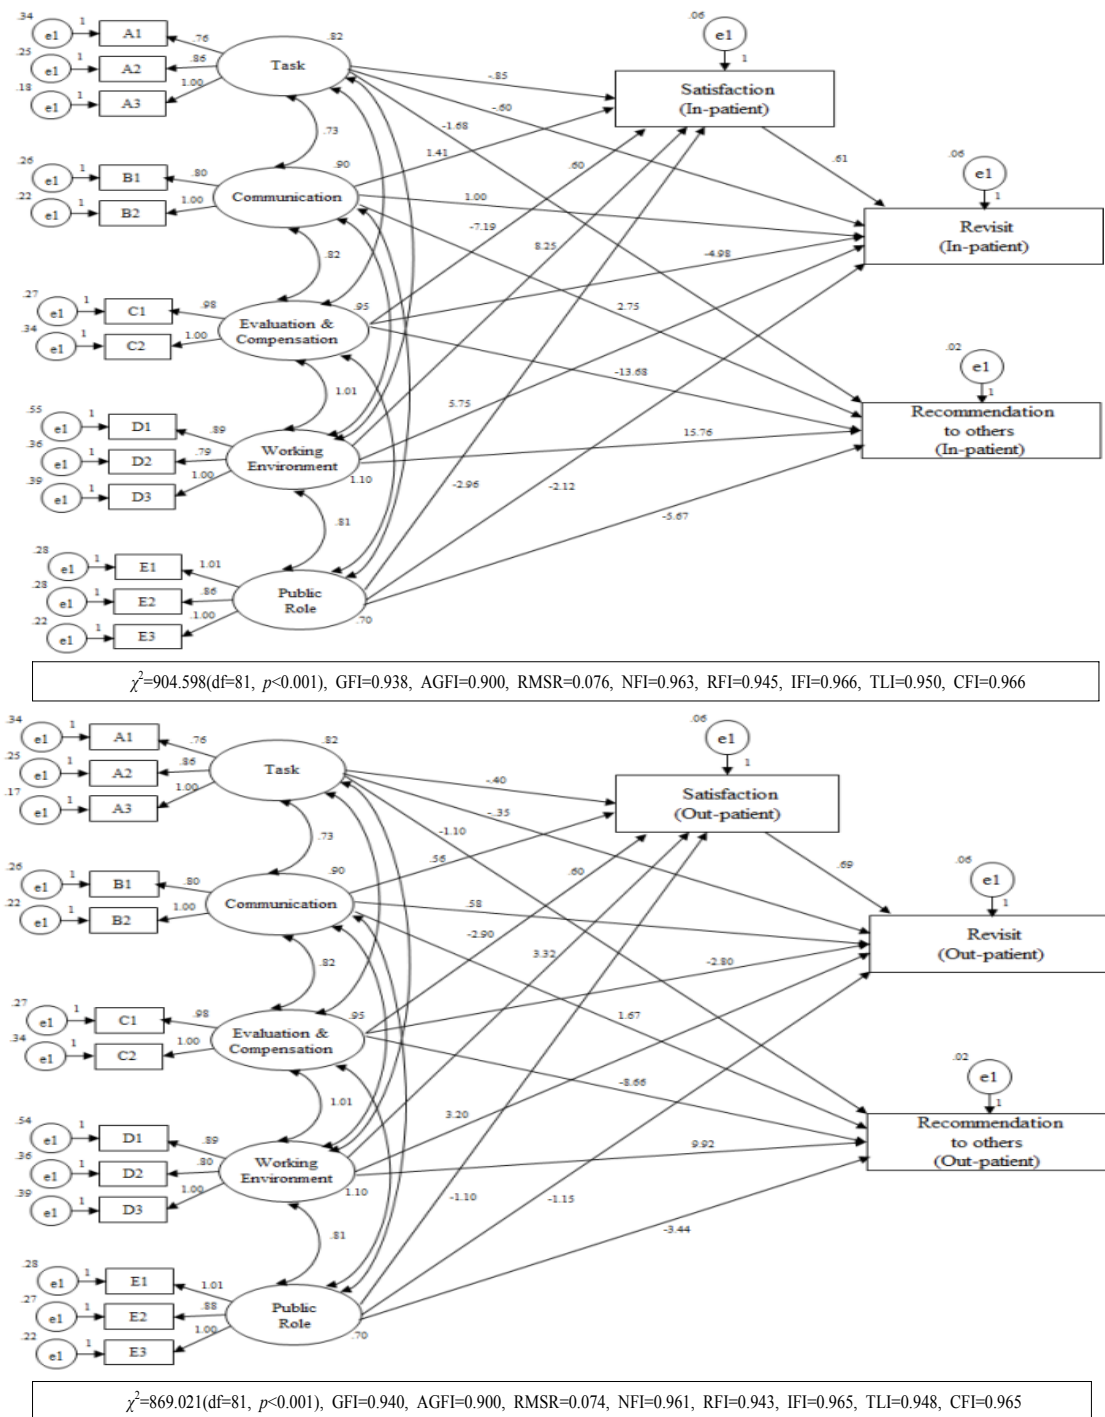 .34
1
e1
A1
.76
.25
1
e1
A2
.86
.18
1
e1
A3
1.00
.82
Task
.73
.26
1
e1
B1
.80
.22
1
e1
B2
1.00
.90
Communication
.82
.27
1
e1
C1
.98
.34
1
e1
C2
1.00
.95
Evaluation &
Compensation
1.01
.55
1
e1
D1
.89
.36
1
e1
D2
.79
.39
1
e1
D3
1.00
Working
Environment
1.10
.81
.28
1
e1
E1
1.01
.28
1
e1
E2
.86
.22
1
e1
E3
1.00
Public
Role
.70
-.85
-.60
-1.68
1.41
1.00
2.75
.60
-7.19
-4.98
-13.68
8.25
5.75
15.76
-2.96
-2.12
-5.67
.06
e1
1
Satisfaction
(In-patient)
.61
.06
e1
1
Revisit
(In-patient)
.02
e1
1
Recommendation
to others
(In-patient)
χ²=904.598(df=81, p<0.001), GFI=0.938, AGFI=0.900, RMSR=0.076, NFI=0.963, RFI=0.945, IFI=0.966, TLI=0.950, CFI=0.966
.34
1
e1
A1
.76
.25
1
e1
A2
.86
.17
1
e1
A3
1.00
.82
Task
.73
.26
1
e1
B1
.80
.22
1
e1
B2
1.00
.90
Communication
.82
.27
1
e1
C1
.98
.34
1
e1
C2
1.00
.95
Evaluation &
Compensation
1.01
.54
1
e1
D1
.89
.36
1
e1
D2
.80
.39
1
e1
D3
1.00
Working
Environment
1.10
.81
.28
1
e1
E1
1.01
.27
1
e1
E2
.88
.22
1
e1
E3
1.00
Public
Role
.70
-.40
-.35
-1.10
.56
.58
1.67
.60
-2.90
-2.80
-8.66
3.32
3.20
9.92
-1.10
-1.15
-3.44
.06
e1
1
Satisfaction
(Out-patient)
.69
.06
e1
1
Revisit
(Out-patient)
.02
e1
1
Recommendation
to others
(Out-patient)
χ²=869.021(df=81, p<0.001), GFI=0.940, AGFI=0.900, RMSR=0.074, NFI=0.961, RFI=0.943, IFI=0.965, TLI=0.948, CFI=0.965